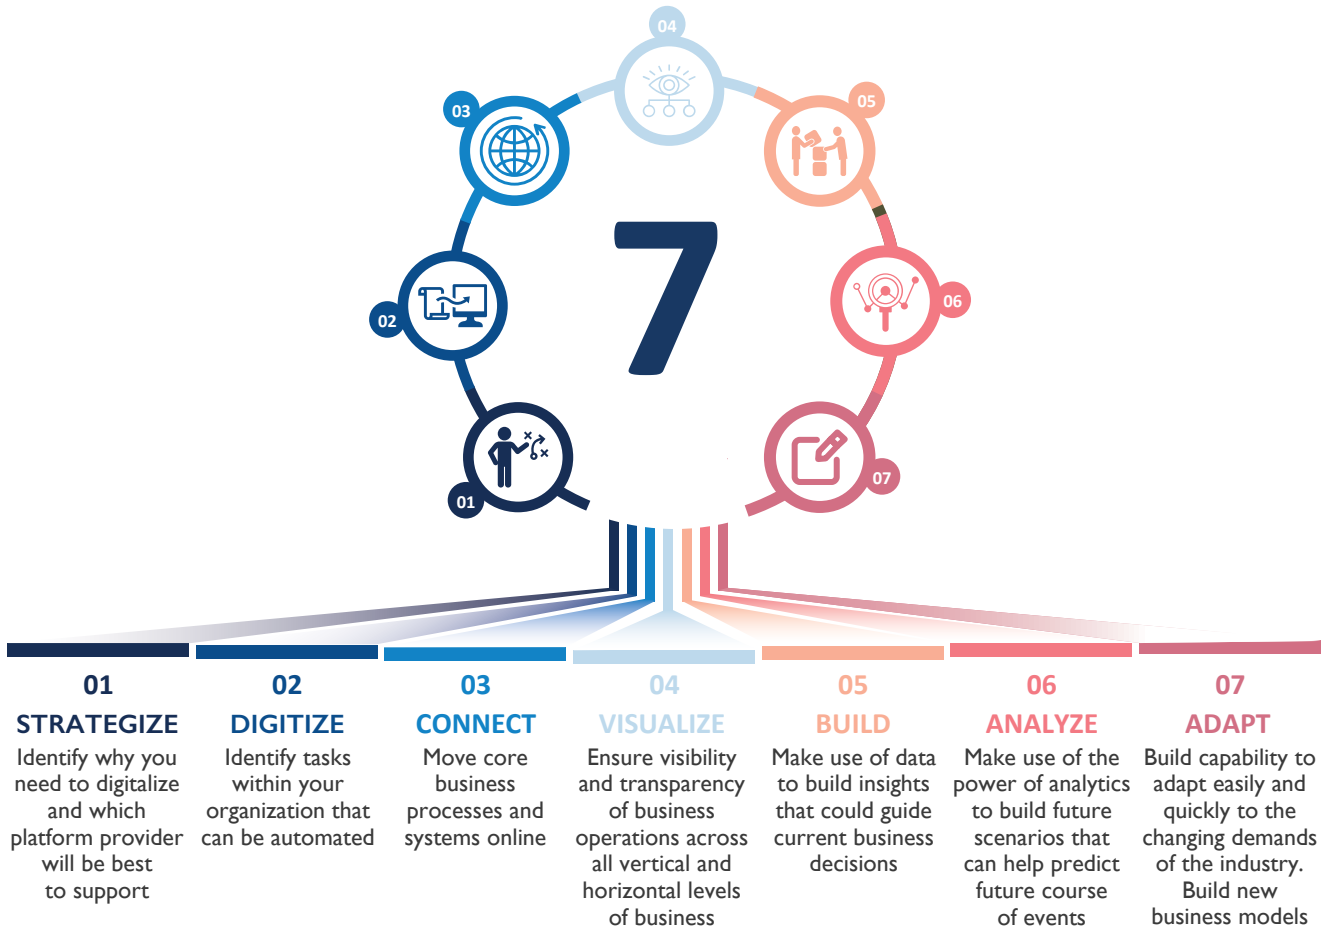 04
03
05
7
02
06
01
07
01
STRATEGIZE
Identify why you
need to digitalize
and which
platform provider
will be best
to support
02
DIGITIZE
Identify tasks
within your
organization that
can be automated
03
CONNECT
Move core
business
processes and
systems online
04
VISUALIZE
Ensure visibility
and transparency
of business
operations across
all vertical and
horizontal levels
of business
05
BUILD
Make use of data
to build insights
that could guide
current business
decisions
06
ANALYZE
Make use of the
power of analytics
to build future
scenarios that
can help predict
future course
of events
07
ADAPT
Build capability to
adapt easily and
quickly to the
changing demands
of the industry.
Build new
business models